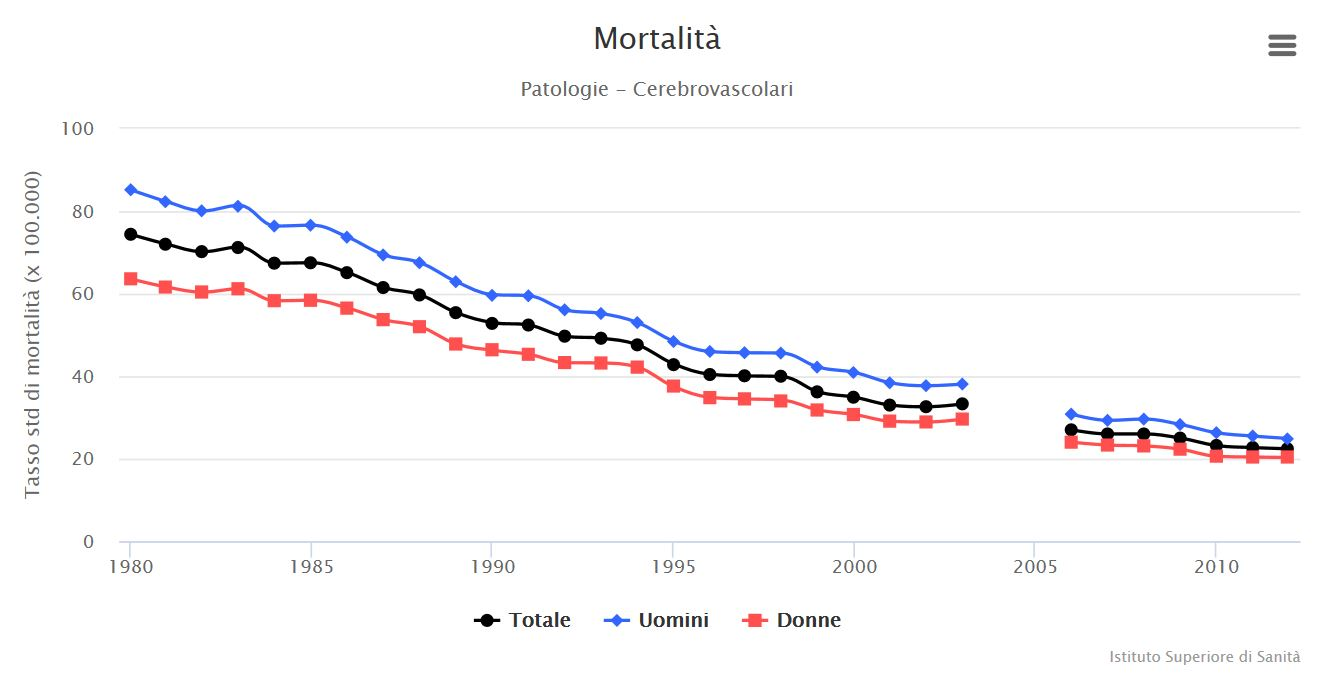 Mortalità
Patologie - Cerebrovascolari
Tasso std di mortalità (x 100.000)
100
80
60
40
20
0
1980 1985 1990 1995 2000 2005 2010
Totale Uomini Donne
Istituto Superiore di Sanità